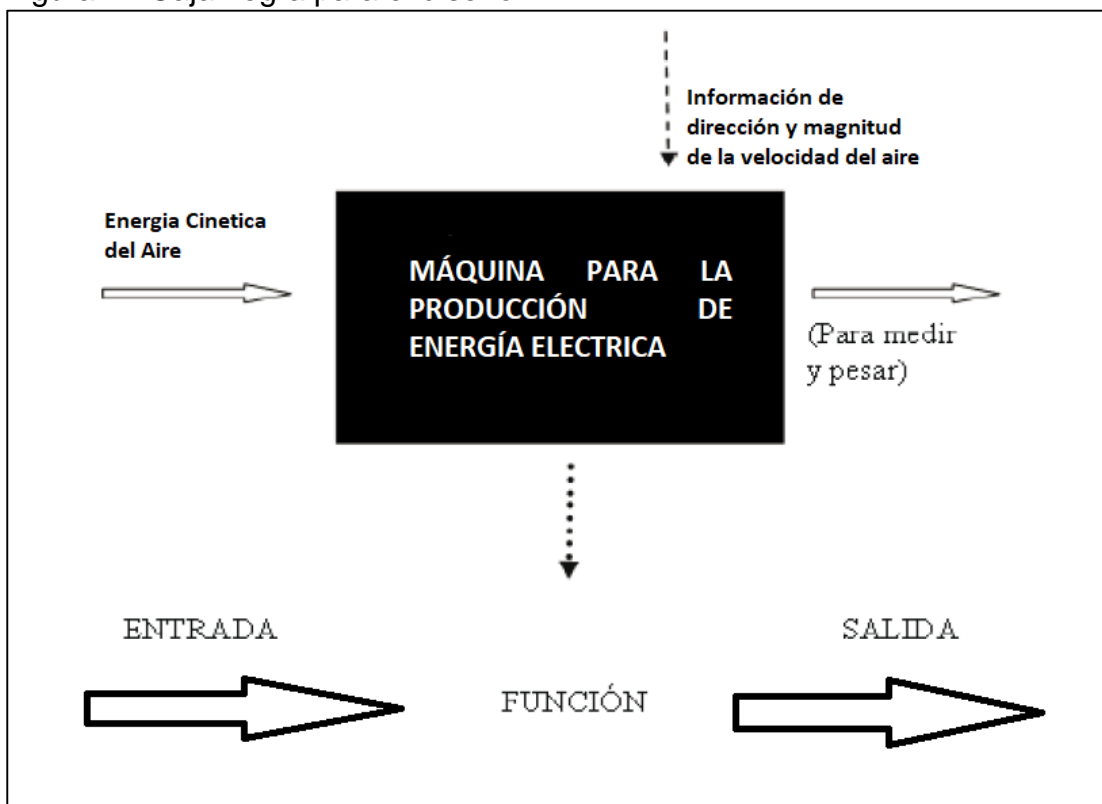 Información de
dirección y magnitud
de la velocidad del aire
Energia Cinetica
del Aire
MÁQUINA PARA LA
PRODUCCIÓN DE
ENERGÍA ELECTRICA
(Para medir
y pesar)
ENTRADA
SALIDA
FUNCIÓN